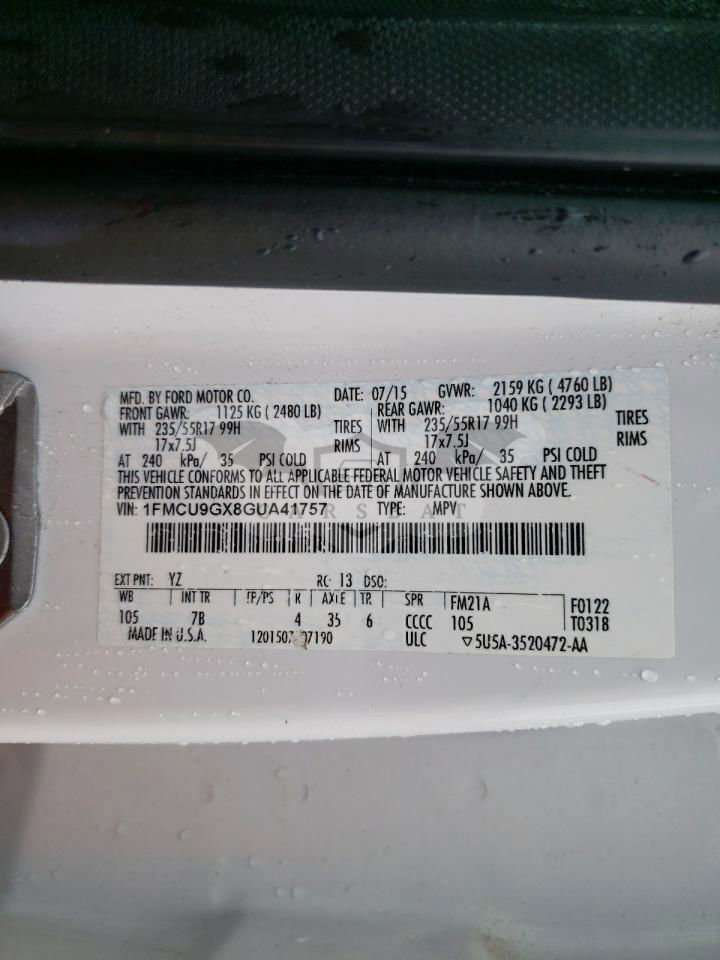 MFD. BY FORD MOTOR CO. DATE: 07/15 GVWR: 2159 KG ( 4760 LB)
FRONT GAWR: 1125 KG ( 2480 LB) REAR GAWR: 1040 KG ( 2293 LB)
WITH 235/55R17 99H TIRES WITH 235/55R17 99H TIRES
17x7.5J RIMS 17x7.5J RIMS
AT 240 kPa/ 35 PSI COLD AT 240 kPa/ 35 PSI COLD
THIS VEHICLE CONFORMS TO ALL APPLICABLE FEDERAL MOTOR VEHICLE SAFETY AND THEFT
PREVENTION STANDARDS IN EFFECT ON THE DATE OF MANUFACTURE SHOWN ABOVE.
VIN: 1FMCU9GX8GUA41757 TYPE: MPV
CARSBAT
EXT PNT: YZ RC: 13 DSO:
WB INT TR TP/PS R AXLE TR SPR FM21A F0122
105 7B 4 35 6 CCCC 105 T0318
MADE IN U.S.A. ULC ▽5U5A-3520472-AA